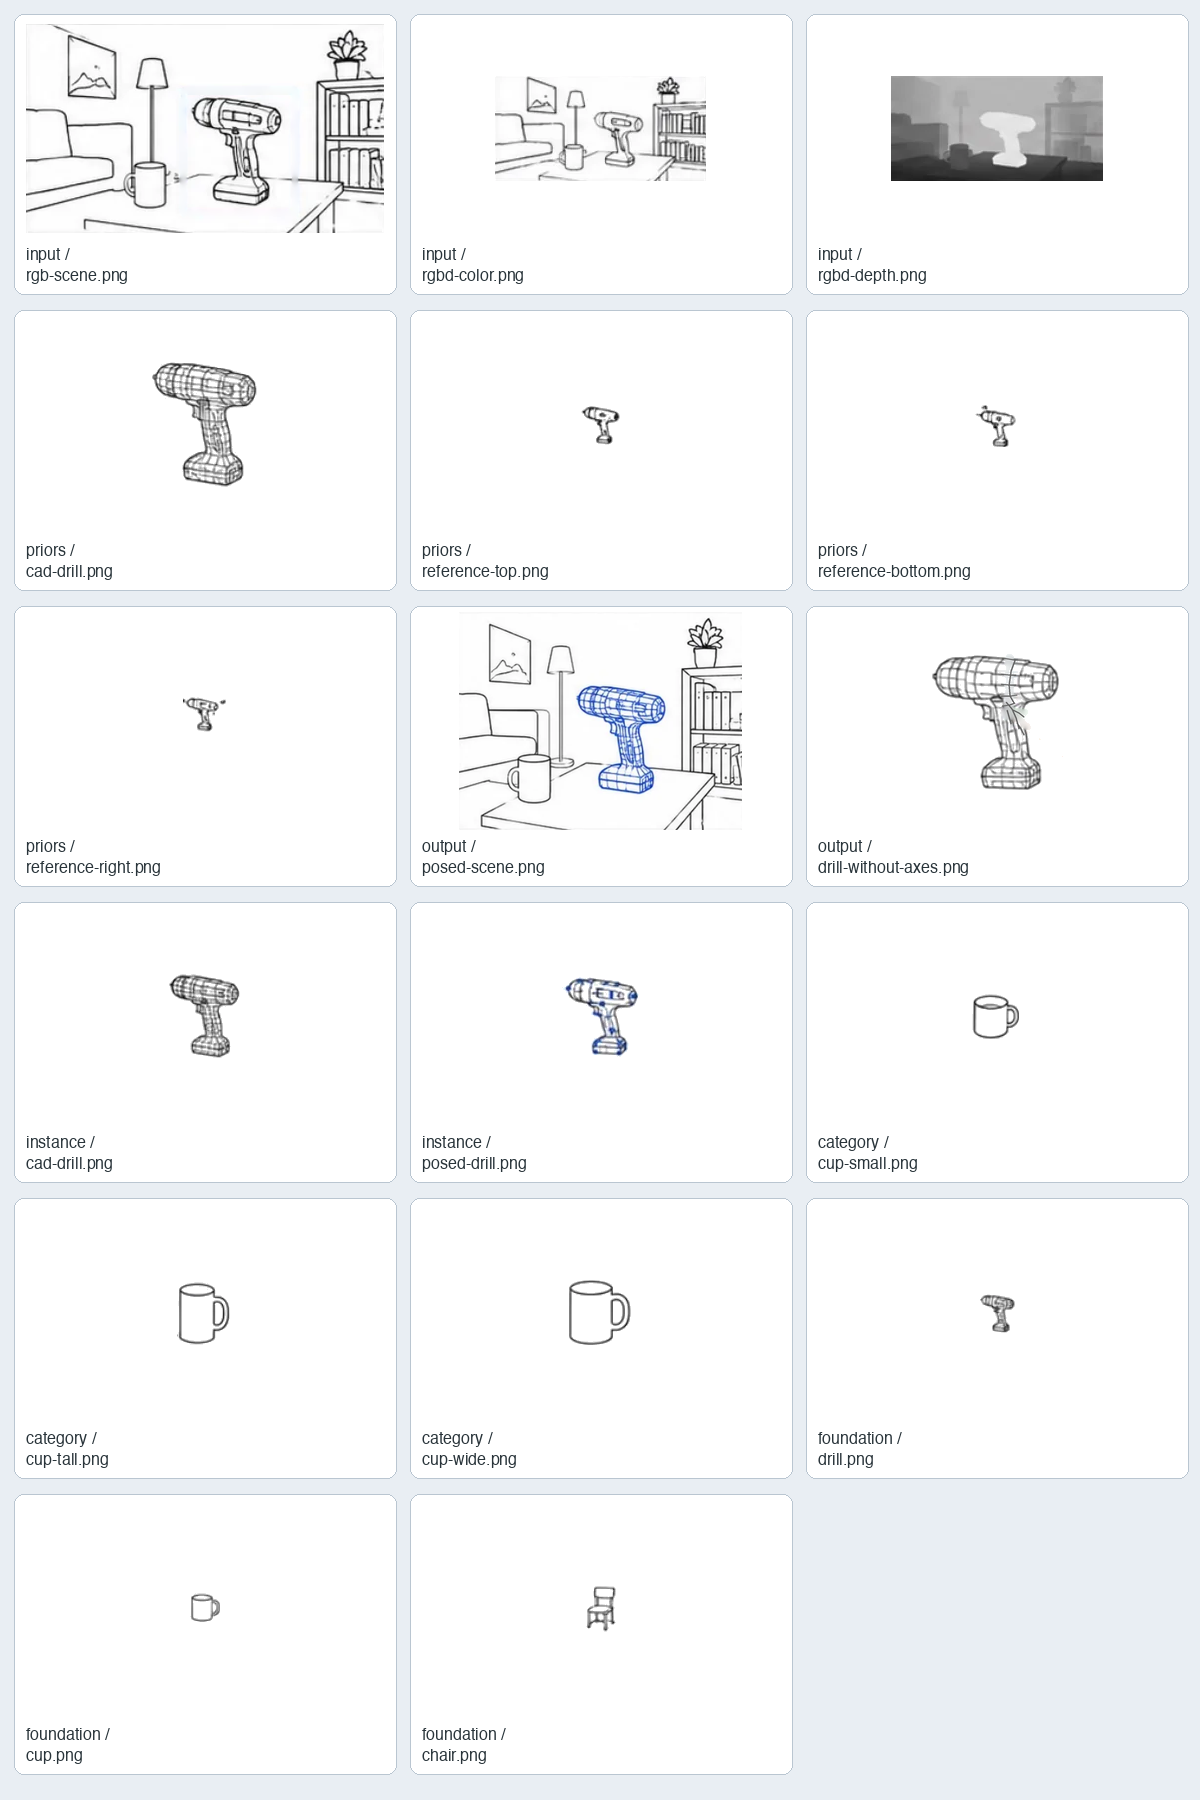 input /
rgb-scene.png
input /
rgbd-color.png
input /
rgbd-depth.png
priors /
cad-drill.png
priors /
reference-top.png
priors /
reference-bottom.png
priors /
reference-right.png
output /
posed-scene.png
output /
drill-without-axes.png
instance /
cad-drill.png
instance /
posed-drill.png
category /
cup-small.png
category /
cup-tall.png
category /
cup-wide.png
foundation /
drill.png
foundation /
cup.png
foundation /
chair.png